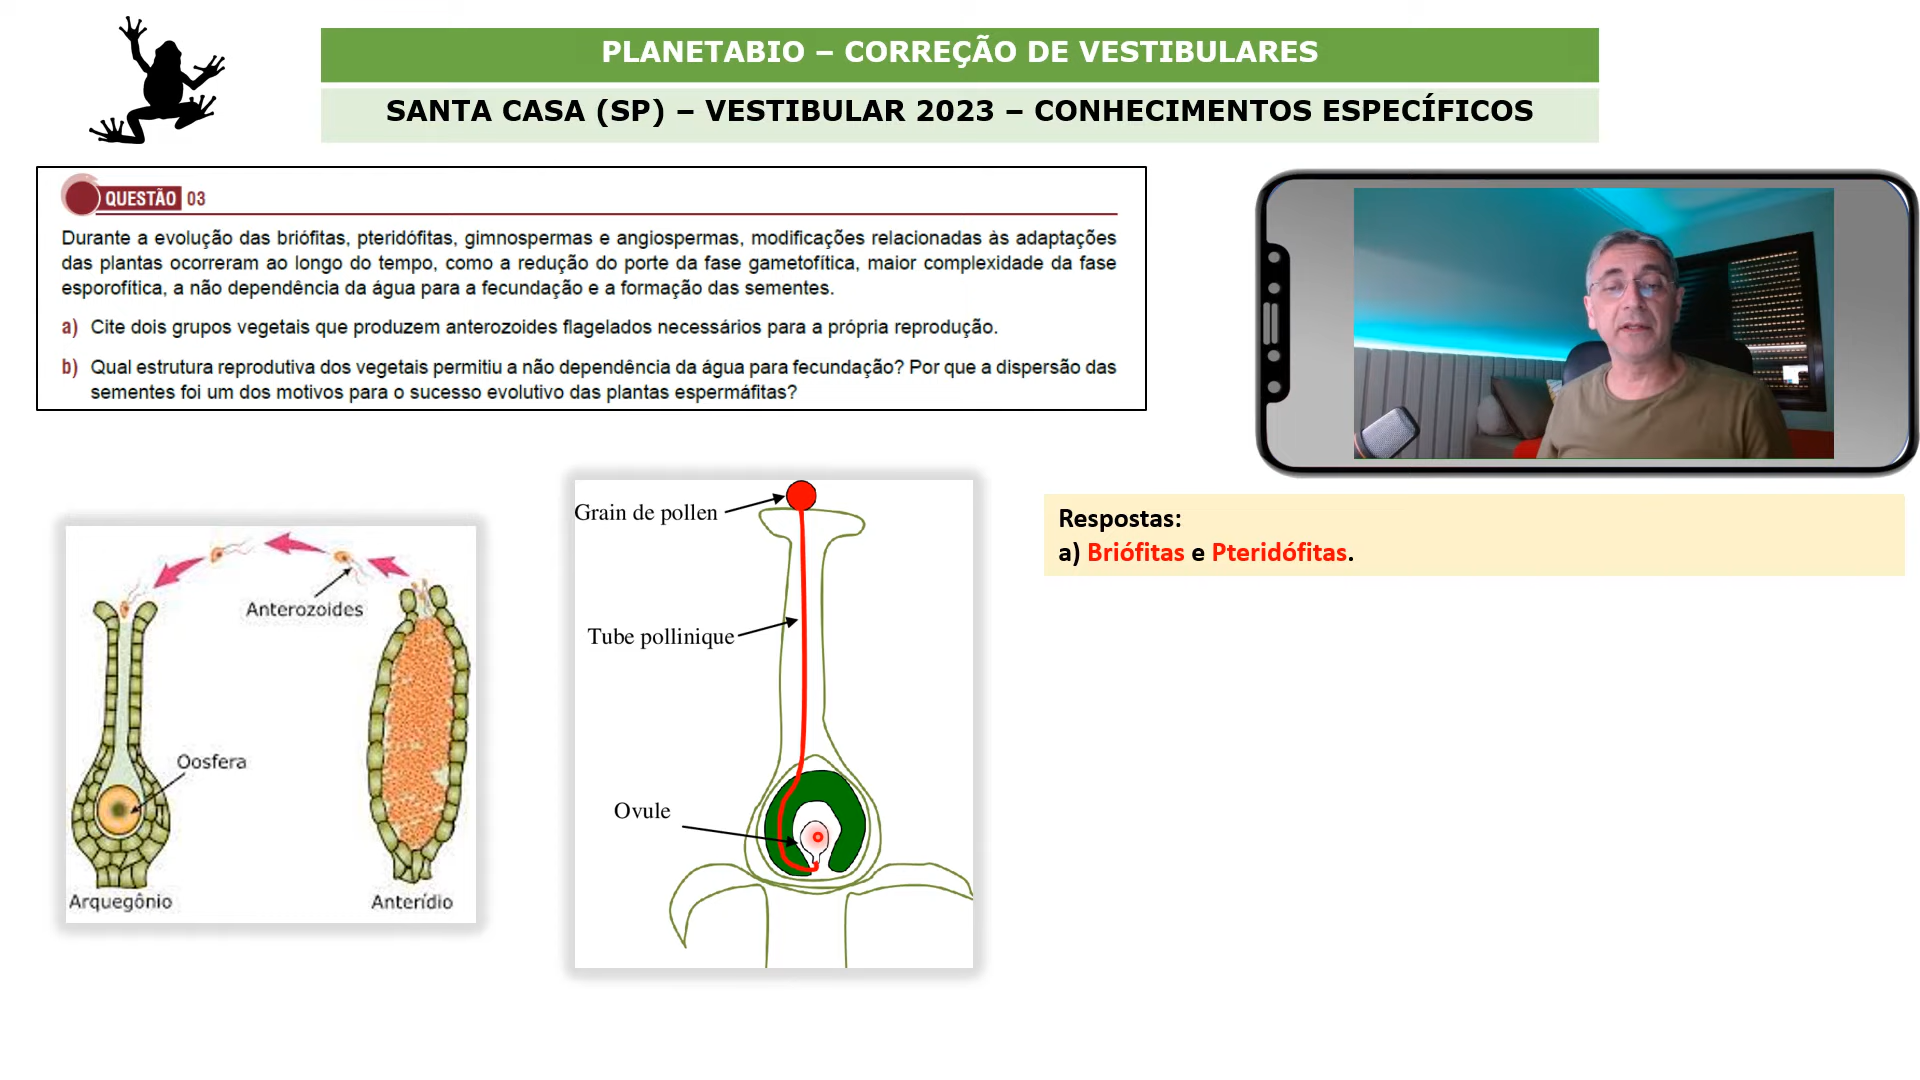 PLANETABIO – CORREÇÃO DE VESTIBULARES
SANTA CASA (SP) – VESTIBULAR 2023 – CONHECIMENTOS ESPECÍFICOS
QUESTÃO 03
Durante a evolução das briófitas, pteridófitas, gimnospermas e angiospermas, modificações relacionadas às adaptações
das plantas ocorreram ao longo do tempo, como a redução do porte da fase gametofítica, maior complexidade da fase
esporofítica, a não dependência da água para a fecundação e a formação das sementes.
a) Cite dois grupos vegetais que produzem anterozoides flagelados necessários para a própria reprodução.
b) Qual estrutura reprodutiva dos vegetais permitiu a não dependência da água para fecundação? Por que a dispersão das
sementes foi um dos motivos para o sucesso evolutivo das plantas espermáfitas?
Anterozoides
Oosfera
Arquegônio
Anterídio
Grain de pollen
Tube pollinique
Ovule
Respostas:
a) Briófitas e Pteridófitas.